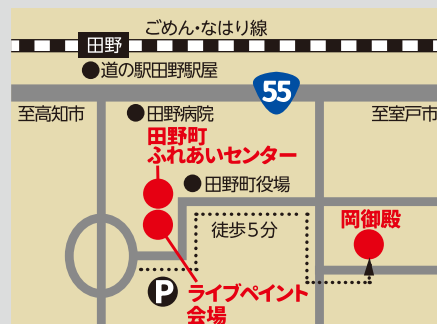 ごめん・なはり線
田野
道の駅田野駅屋
55
至高知市
田野病院
至室戸市
田野町
ふれあいセンター
田野町役場
徒歩5分
岡御殿
P
ライブペイント
会場